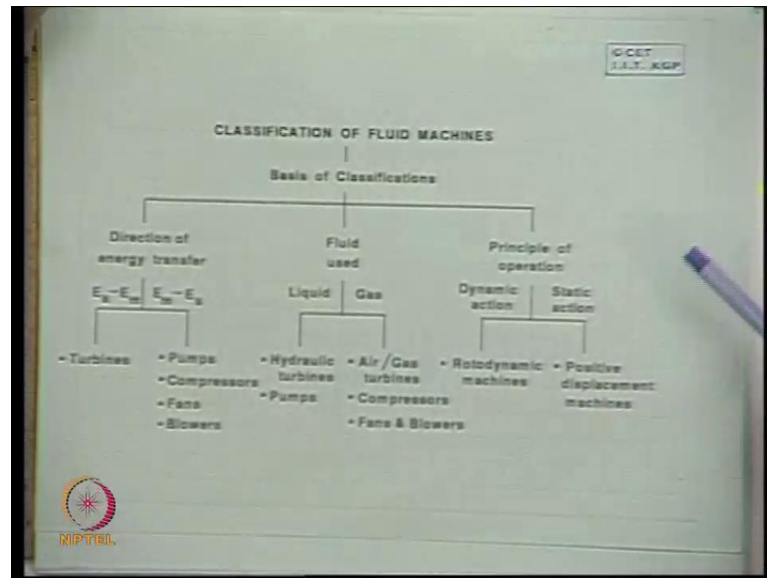 © CET
I.I.T. KGP
CLASSIFICATION OF FLUID MACHINES
Basis of Classifications
Direction of
energy transfer
Fluid
used
Principle of
operation
Es–Em
Em–Es
Liquid
Gas
Dynamic
action
Static
action
- Turbines
- Pumps
- Compressors
- Fans
- Blowers
- Hydraulic
turbines
- Pumps
- Air/Gas
turbines
- Compressors
- Fans & Blowers
- Rotodynamic
machines
- Positive
displacement
machines
NPTEL